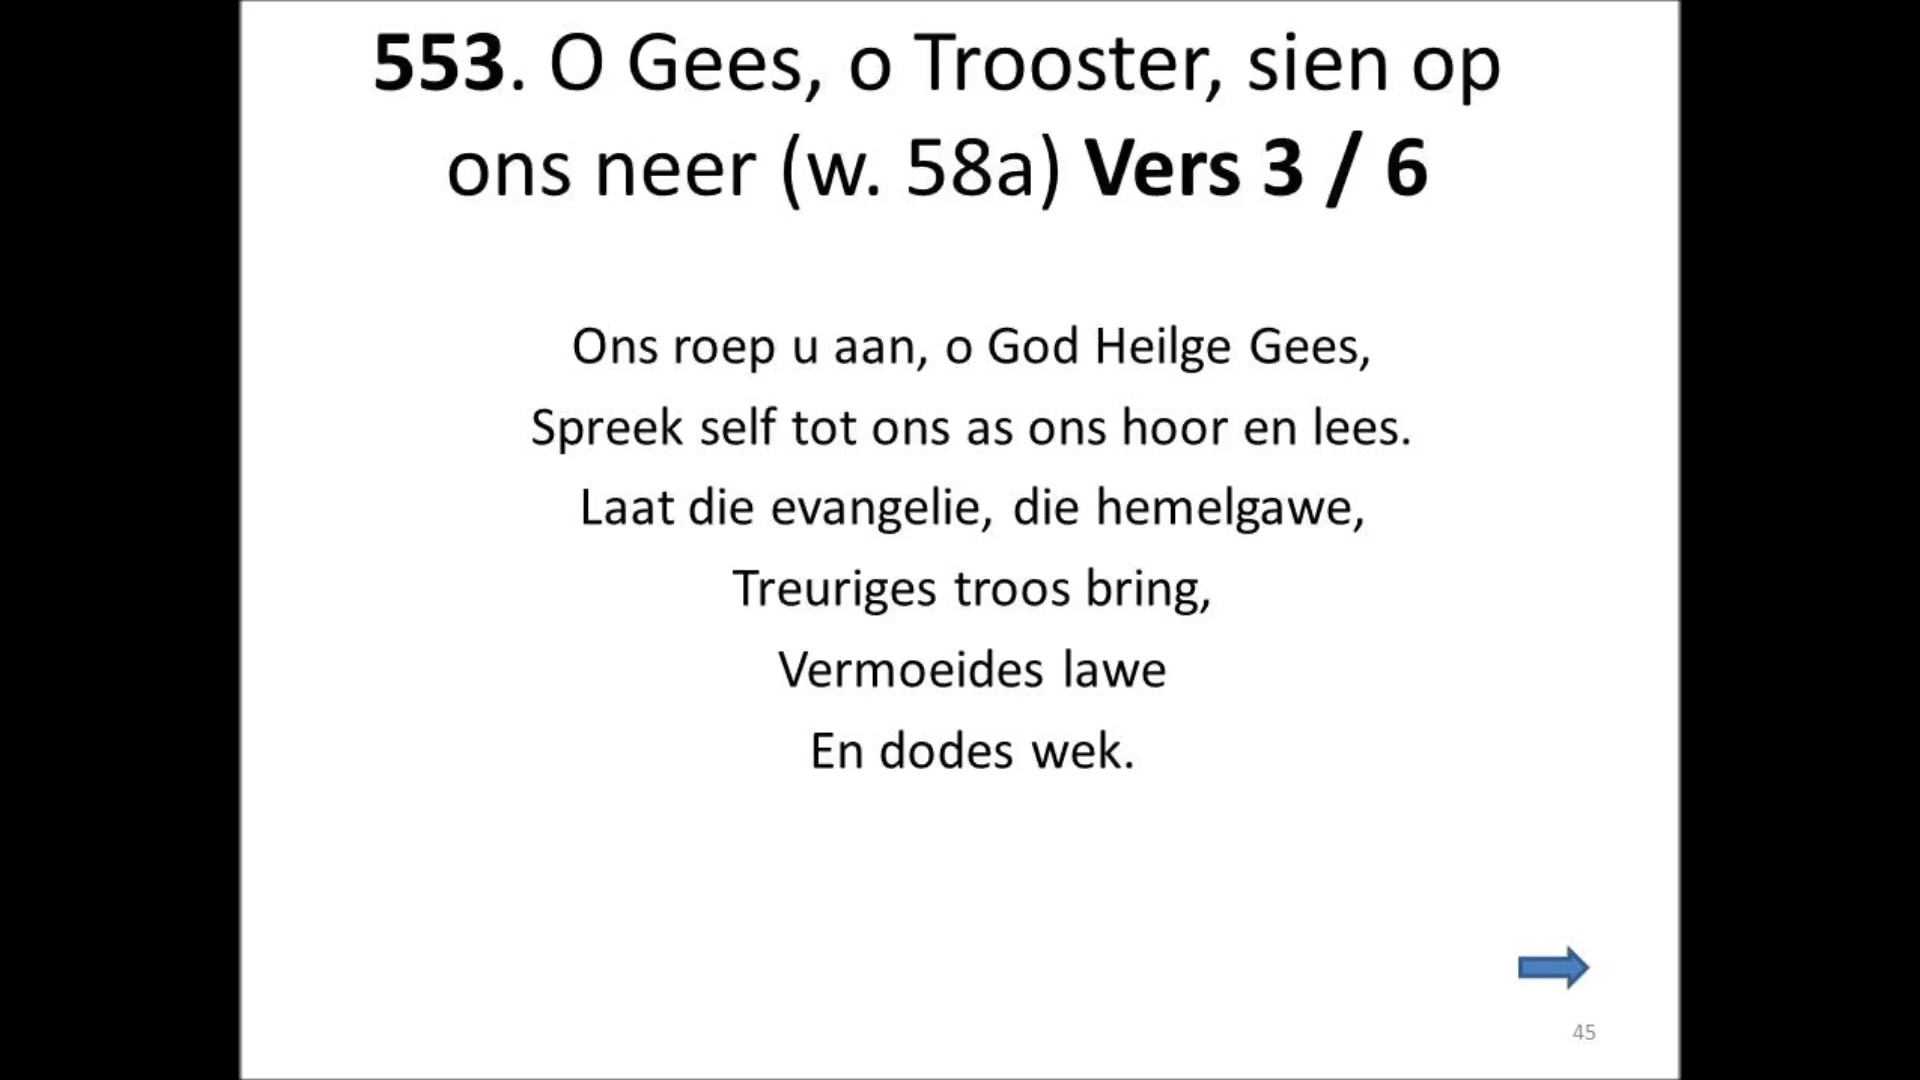 553. O Gees, o Trooster, sien op
ons neer (w. 58a) Vers 3 / 6
Ons roep u aan, o God Heilge Gees,
Spreek self tot ons as ons hoor en lees.
Laat die evangelie, die hemelgawe,
Treuriges troos bring,
Vermoeides lawe
En dodes wek.
45